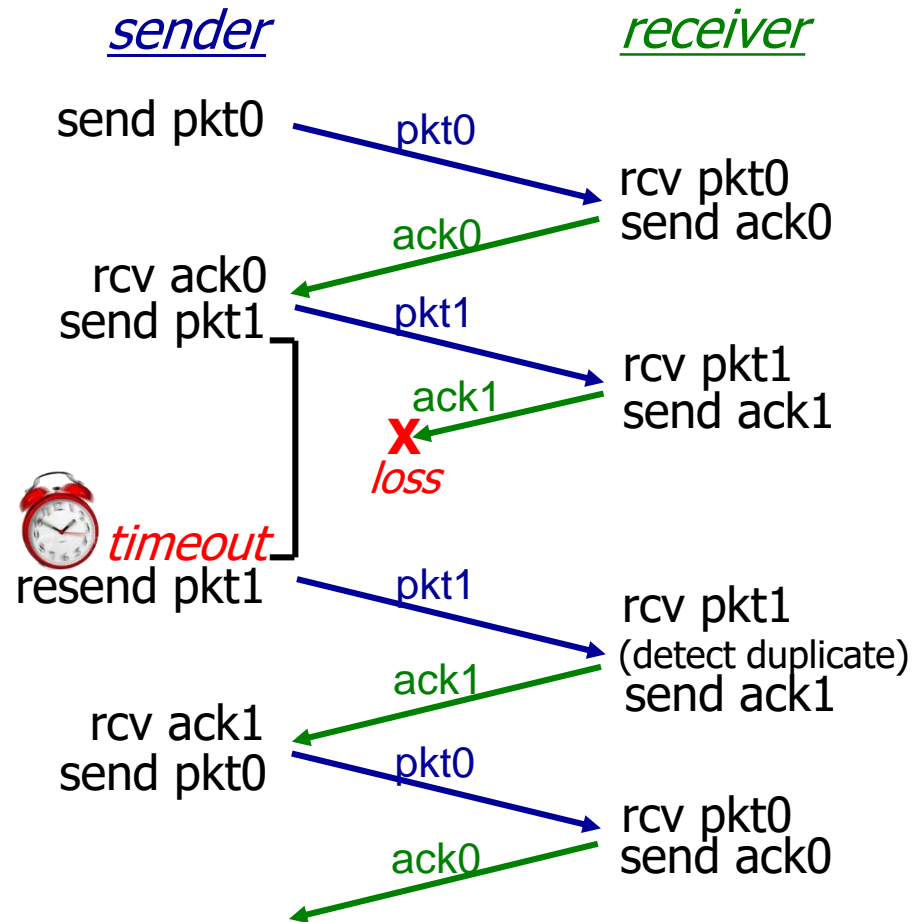 sender
receiver
send pkt0
pkt0
rcv pkt0
send ack0
ack0
rcv ack0
send pkt1
pkt1
rcv pkt1
send ack1
ack1
X
loss
timeout
resend pkt1
pkt1
rcv pkt1
(detect duplicate)
send ack1
ack1
rcv ack1
send pkt0
pkt0
rcv pkt0
send ack0
ack0